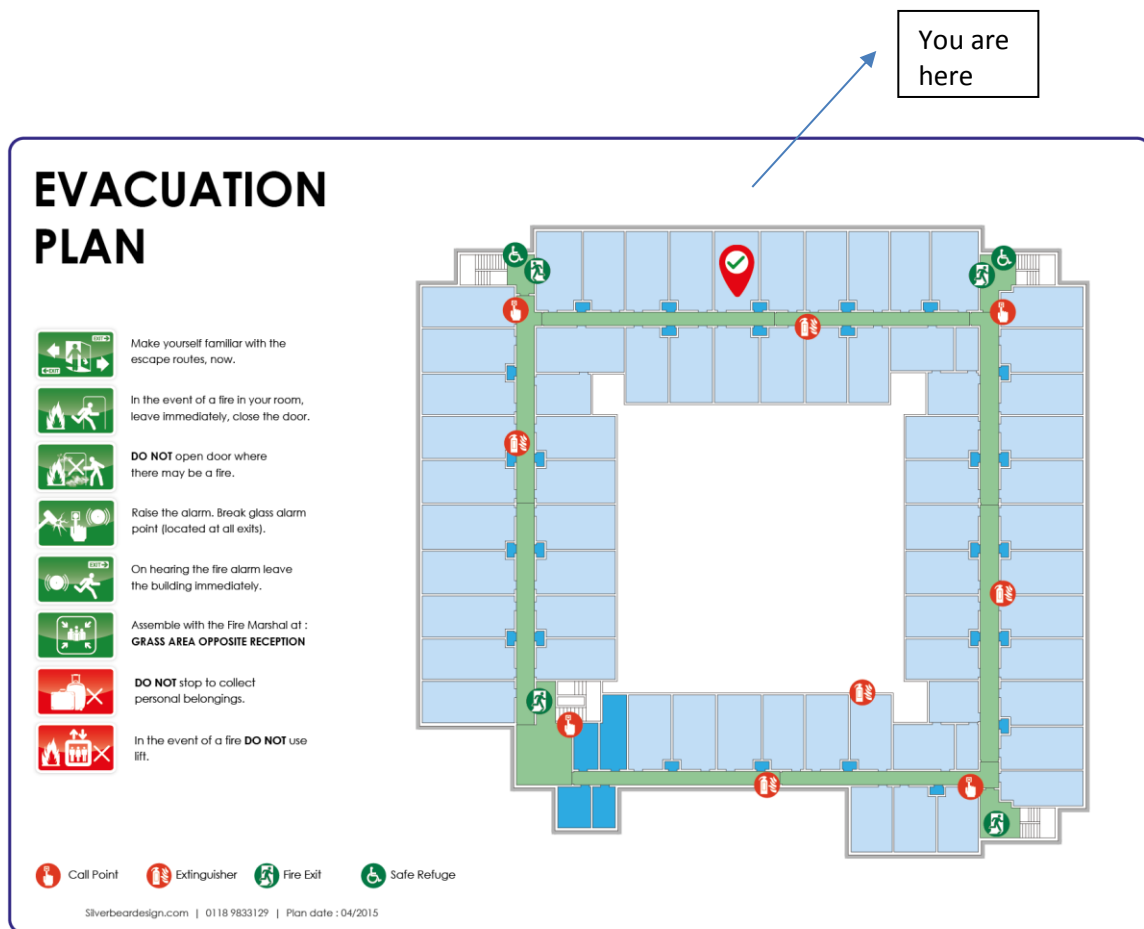 You are
here
EVACUATION
PLAN
EXIT→
←EXIT
Make yourself familiar with the
escape routes, now.
In the event of a fire in your room,
leave immediately, close the door.
DO NOT open door where
there may be a fire.
Raise the alarm. Break glass alarm
point (located at all exits).
EXIT→
On hearing the fire alarm leave
the building immediately.
Assemble with the Fire Marshal at :
GRASS AREA OPPOSITE RECEPTION
DO NOT stop to collect
personal belongings.
In the event of a fire DO NOT use
lift.
Call Point Extinguisher Fire Exit Safe Refuge
Silverbeardesign.com | 0118 9833129 | Plan date : 04/2015